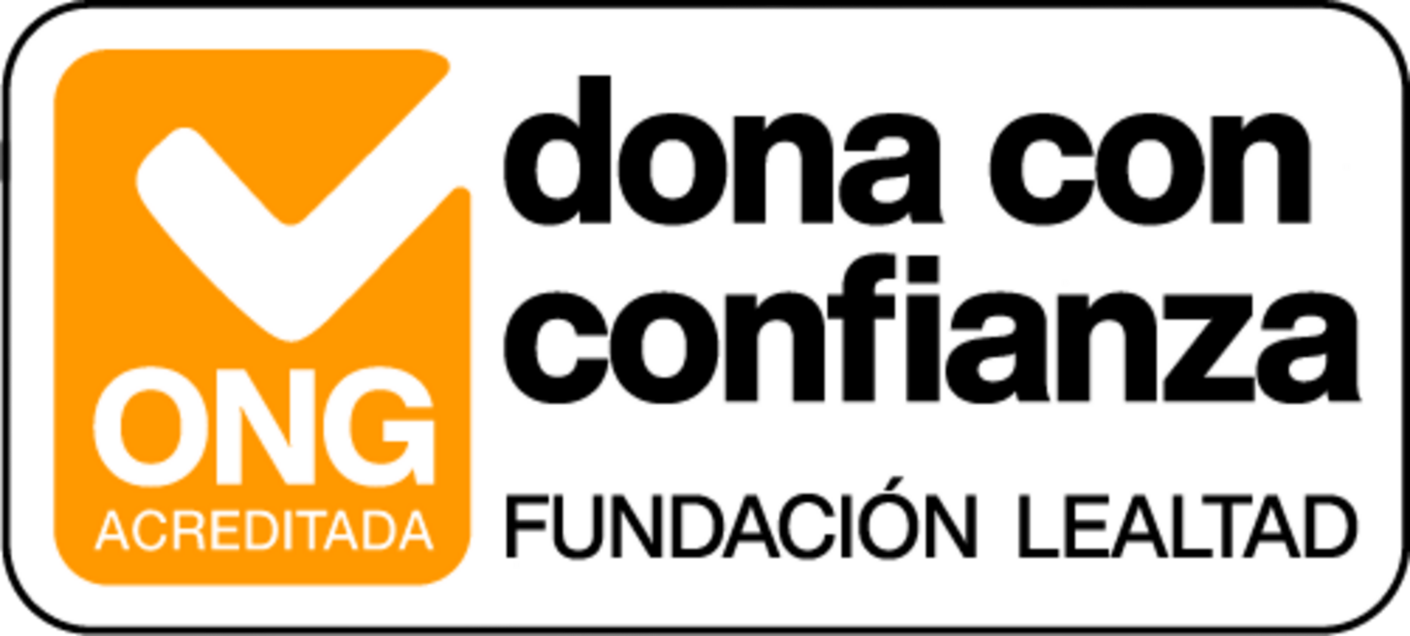 ONG
ACREDITADA
dona con
confianza
FUNDACIÓN LEALTAD